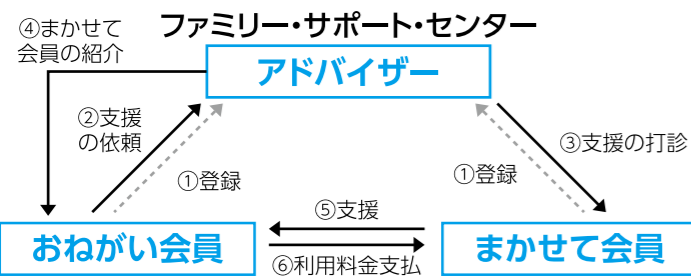 ファミリー・サポート・センター
④まかせて
会員の紹介
アドバイザー
②支援
の依頼
③支援の打診
①登録
①登録
⑤支援
おねがい会員
まかせて会員
⑥利用料金支払